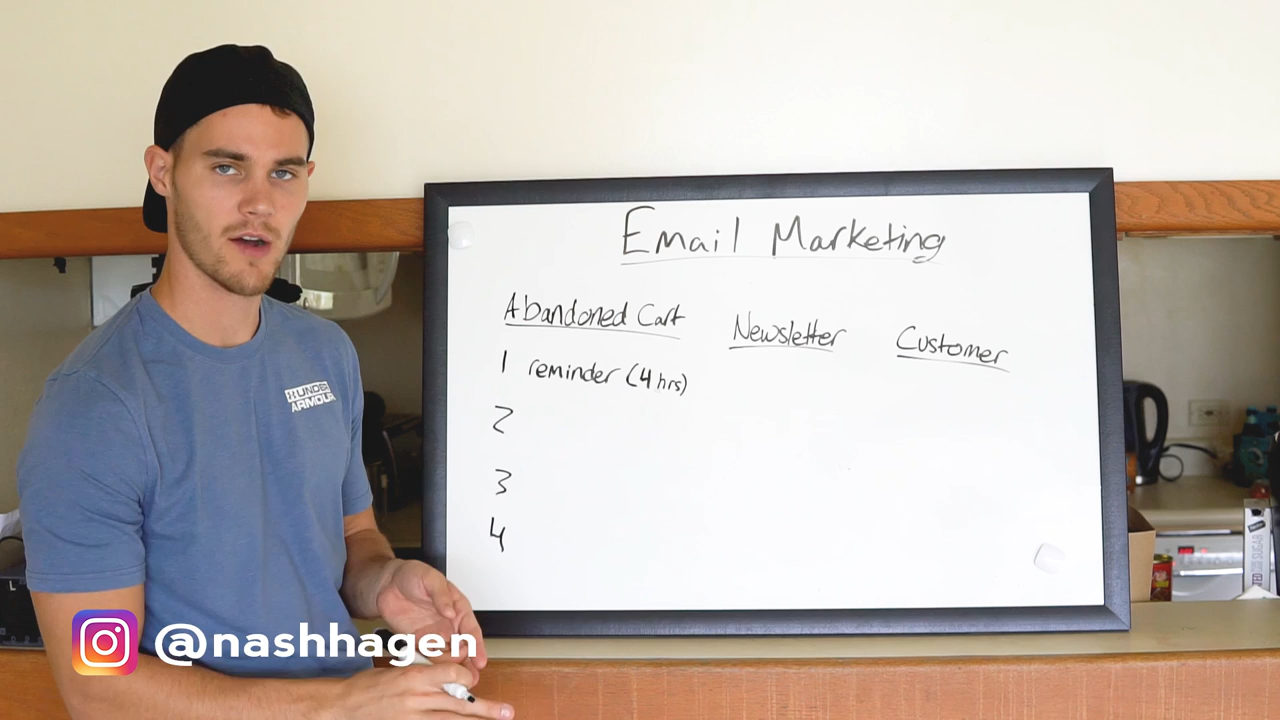 Email Marketing
Abandoned Cart
Newsletter
Customer
1 reminder (4 hrs)
2
3
4
UNDER
ARMOUR
@nashhagen